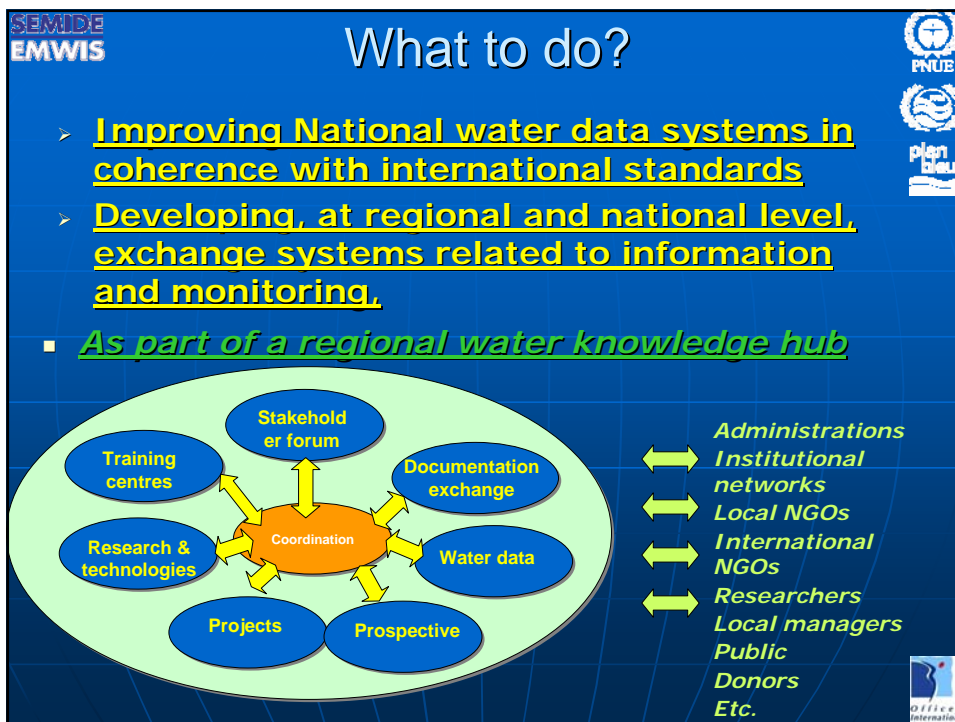 SEMIDE
EMWIS
What to do?
PNUE
plan
bleu
Improving National water data systems in
coherence with international standards
Developing, at regional and national level,
exchange systems related to information
and monitoring,
As part of a regional water knowledge hub
Stakehold
er forum
Training
centres
Documentation
exchange
Coordination
Research &
technologies
Water data
Projects
Prospective
Administrations
Institutional
networks
Local NGOs
International
NGOs
Researchers
Local managers
Public
Donors
Etc.
Office
Internatio